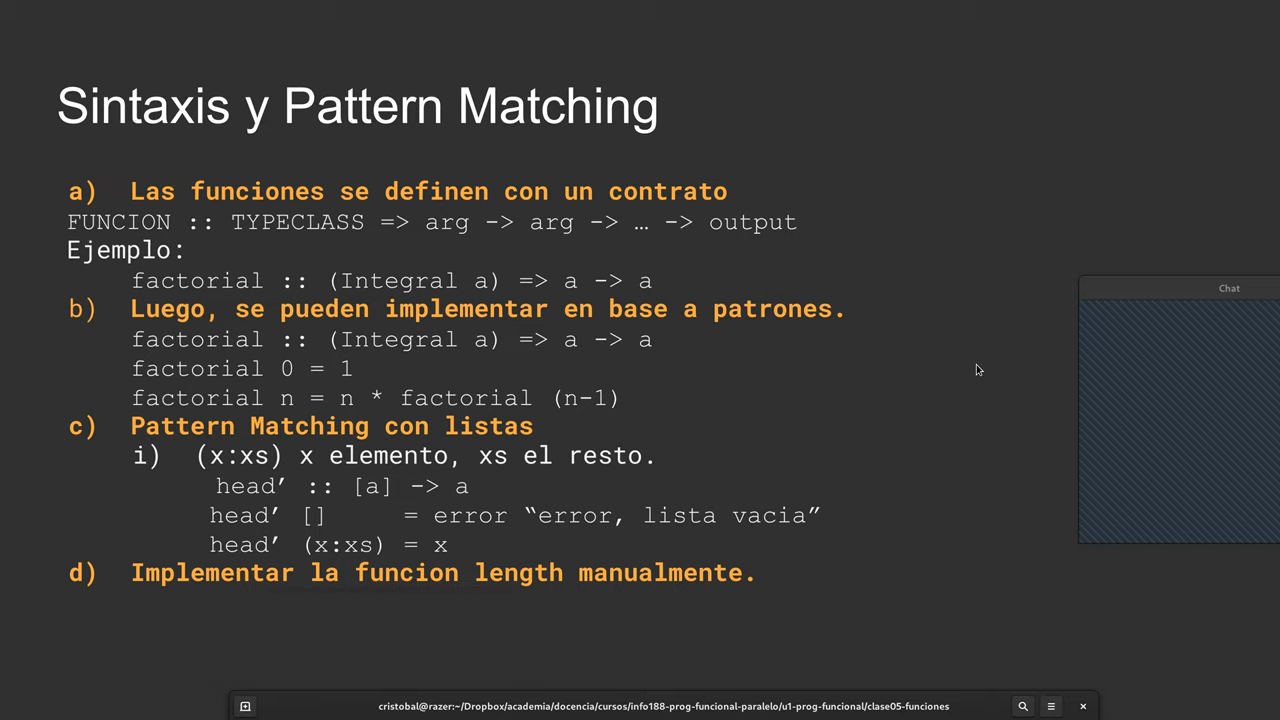 Sintaxis y Pattern Matching
a) Las funciones se definen con un contrato
FUNCION :: TYPECLASS => arg -> arg -> … -> output
Ejemplo:
factorial :: (Integral a) => a -> a
b) Luego, se pueden implementar en base a patrones.
factorial :: (Integral a) => a -> a
factorial 0 = 1
factorial n = n * factorial (n-1)
c) Pattern Matching con listas
i) (x:xs) x elemento, xs el resto.
head’ :: [a] -> a
head’ [] = error “error, lista vacia”
head’ (x:xs) = x
d) Implementar la funcion length manualmente.
Chat
cristobal@razer:~/Dropbox/academia/docencia/cursos/info188-prog-funcional-paralelo/u1-prog-funcional/clase05-funciones